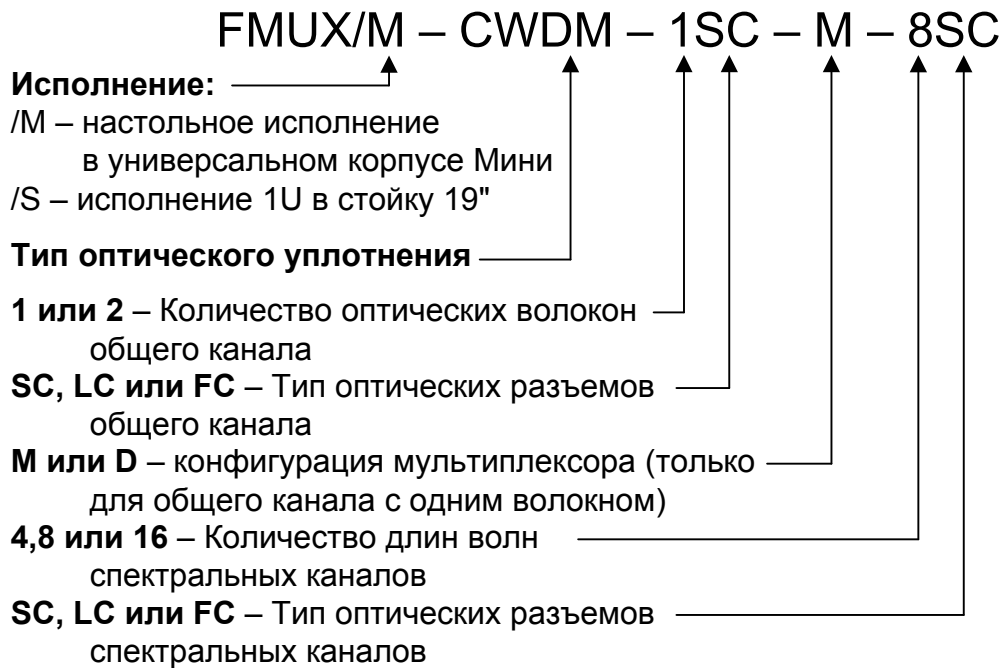 FMUX/M – CWDM – 1SC – M – 8SC
Исполнение:
/M – настольное исполнение
в универсальном корпусе Мини
/S – исполнение 1U в стойку 19"
Тип оптического уплотнения
1 или 2 – Количество оптических волокон
общего канала
SC, LC или FC – Тип оптических разъемов
общего канала
M или D – конфигурация мультиплексора (только
для общего канала с одним волокном)
4,8 или 16 – Количество длин волн
спектральных каналов
SC, LC или FC – Тип оптических разъемов
спектральных каналов